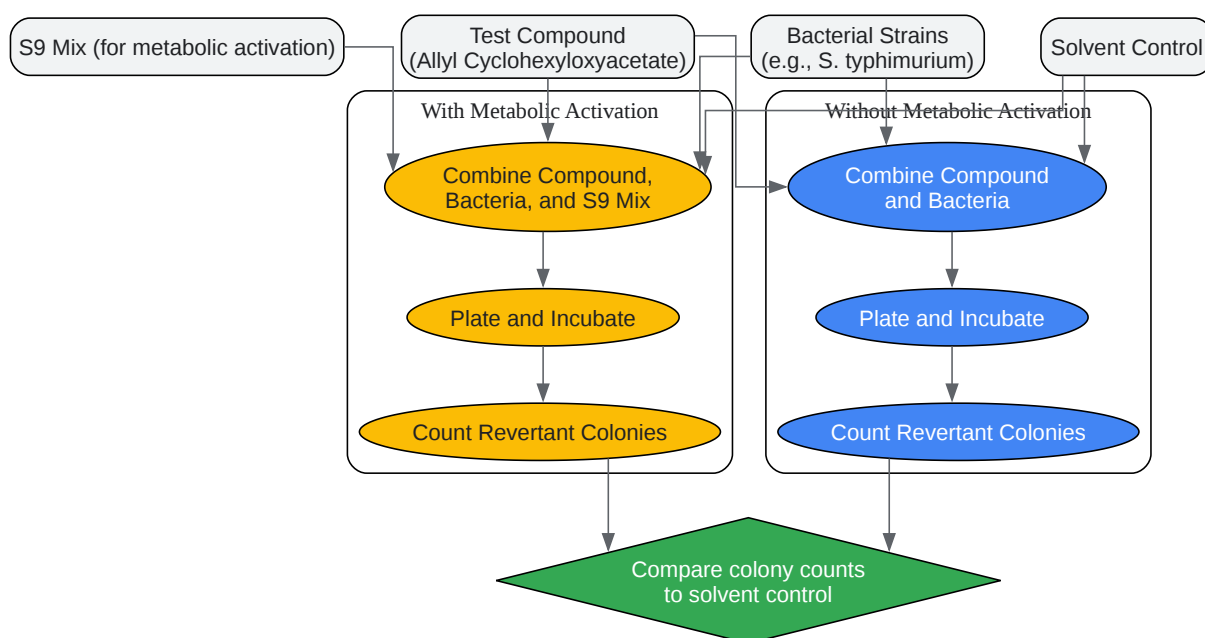 S9 Mix (for metabolic activation)
Test Compound
(Allyl Cyclohexyloxyacetate)
Bacterial Strains
(e.g., S. typhimurium)
Solvent Control
With Metabolic Activation
Without Metabolic Activation
Combine Compound,
Bacteria, and S9 Mix
Combine Compound
and Bacteria
Plate and Incubate
Plate and Incubate
Count Revertant Colonies
Count Revertant Colonies
Compare colony counts
to solvent control